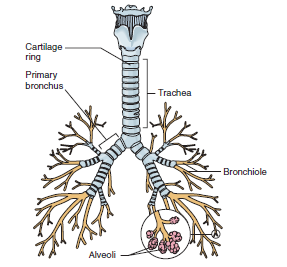 Cartilage
ring
Primary
bronchus
Trachea
Bronchiole
A
Alveoli